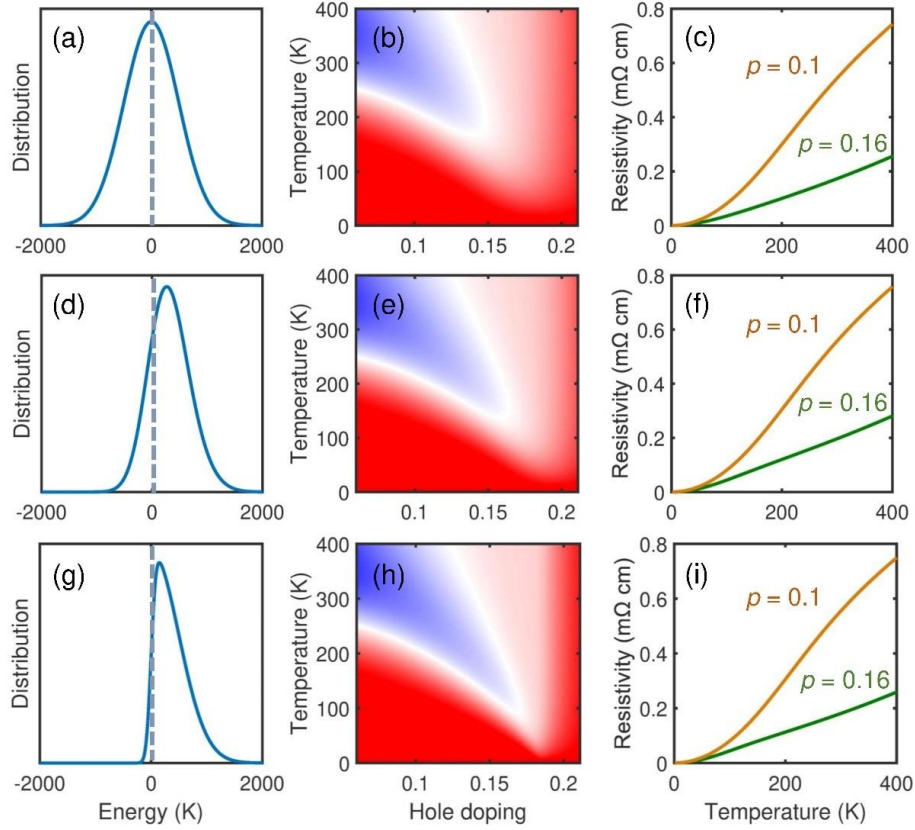 (a)
Distribution
-2000
0
2000
(b)
Temperature (K)
400
300
200
100
0
0.1
0.15
0.2
(c)
Resistivity (mΩ cm)
0.8
0.6
0.4
0.2
0
p = 0.1
p = 0.16
0
200
400
(d)
Distribution
-2000
0
2000
(e)
Temperature (K)
400
300
200
100
0
0.1
0.15
0.2
(f)
Resistivity (mΩ cm)
0.8
0.6
0.4
0.2
0
p = 0.1
p = 0.16
0
200
400
(g)
Distribution
-2000
0
2000
Energy (K)
(h)
Temperature (K)
400
300
200
100
0
0.1
0.15
0.2
Hole doping
(i)
Resistivity (mΩ cm)
0.8
0.6
0.4
0.2
0
p = 0.1
p = 0.16
0
200
400
Temperature (K)